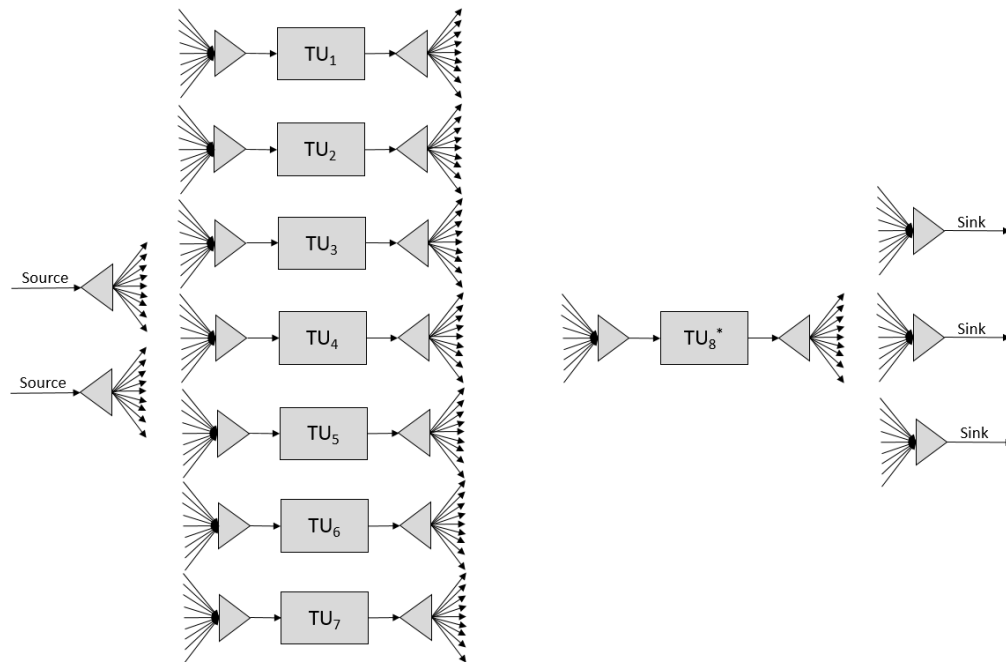 TU₁
TU₂
TU₃
Source
TU₄
Source
TU₅
TU₆
TU₇
TU₈*
Sink
Sink
Sink